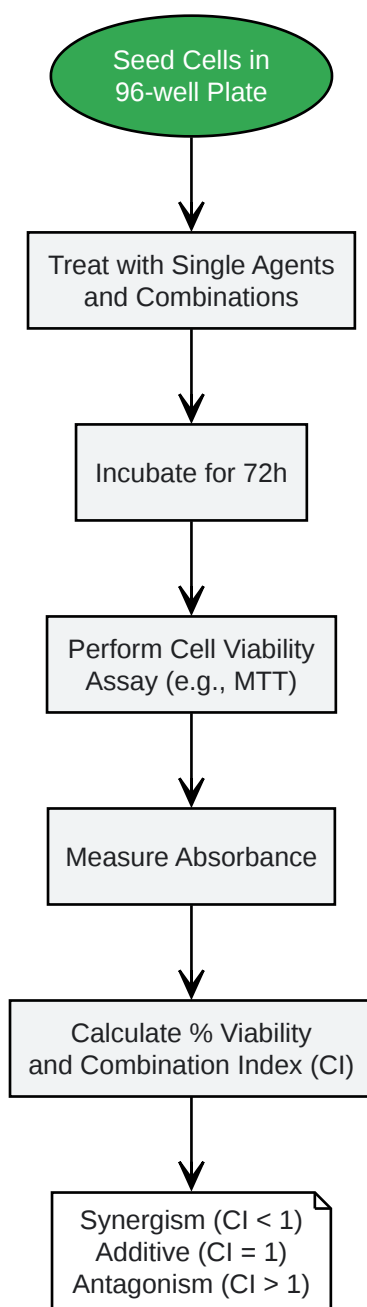 Seed Cells in
96-well Plate
Treat with Single Agents
and Combinations
Incubate for 72h
Perform Cell Viability
Assay (e.g., MTT)
Measure Absorbance
Calculate % Viability
and Combination Index (CI)
Synergism (CI < 1)
Additive (CI = 1)
Antagonism (CI > 1)